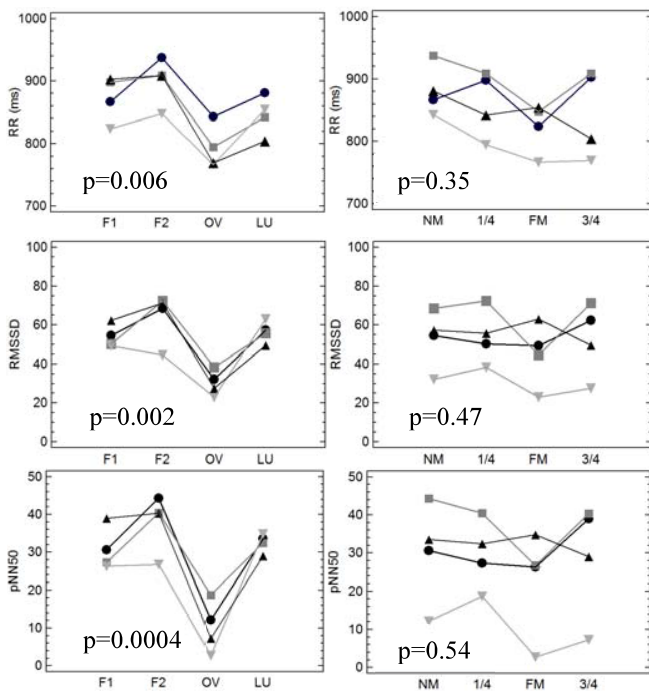 1000
900
800
700
RR (ms)
p=0.006
F1 F2 OV LU
1000
900
800
700
RR (ms)
p=0.35
NM 1/4 FM 3/4
100
80
60
40
20
0
RMSSD
p=0.002
F1 F2 OV LU
100
80
60
40
20
0
RMSSD
p=0.47
NM 1/4 FM 3/4
50
40
30
20
10
0
pNN50
p=0.0004
F1 F2 OV LU
50
40
30
20
10
0
pNN50
p=0.54
NM 1/4 FM 3/4